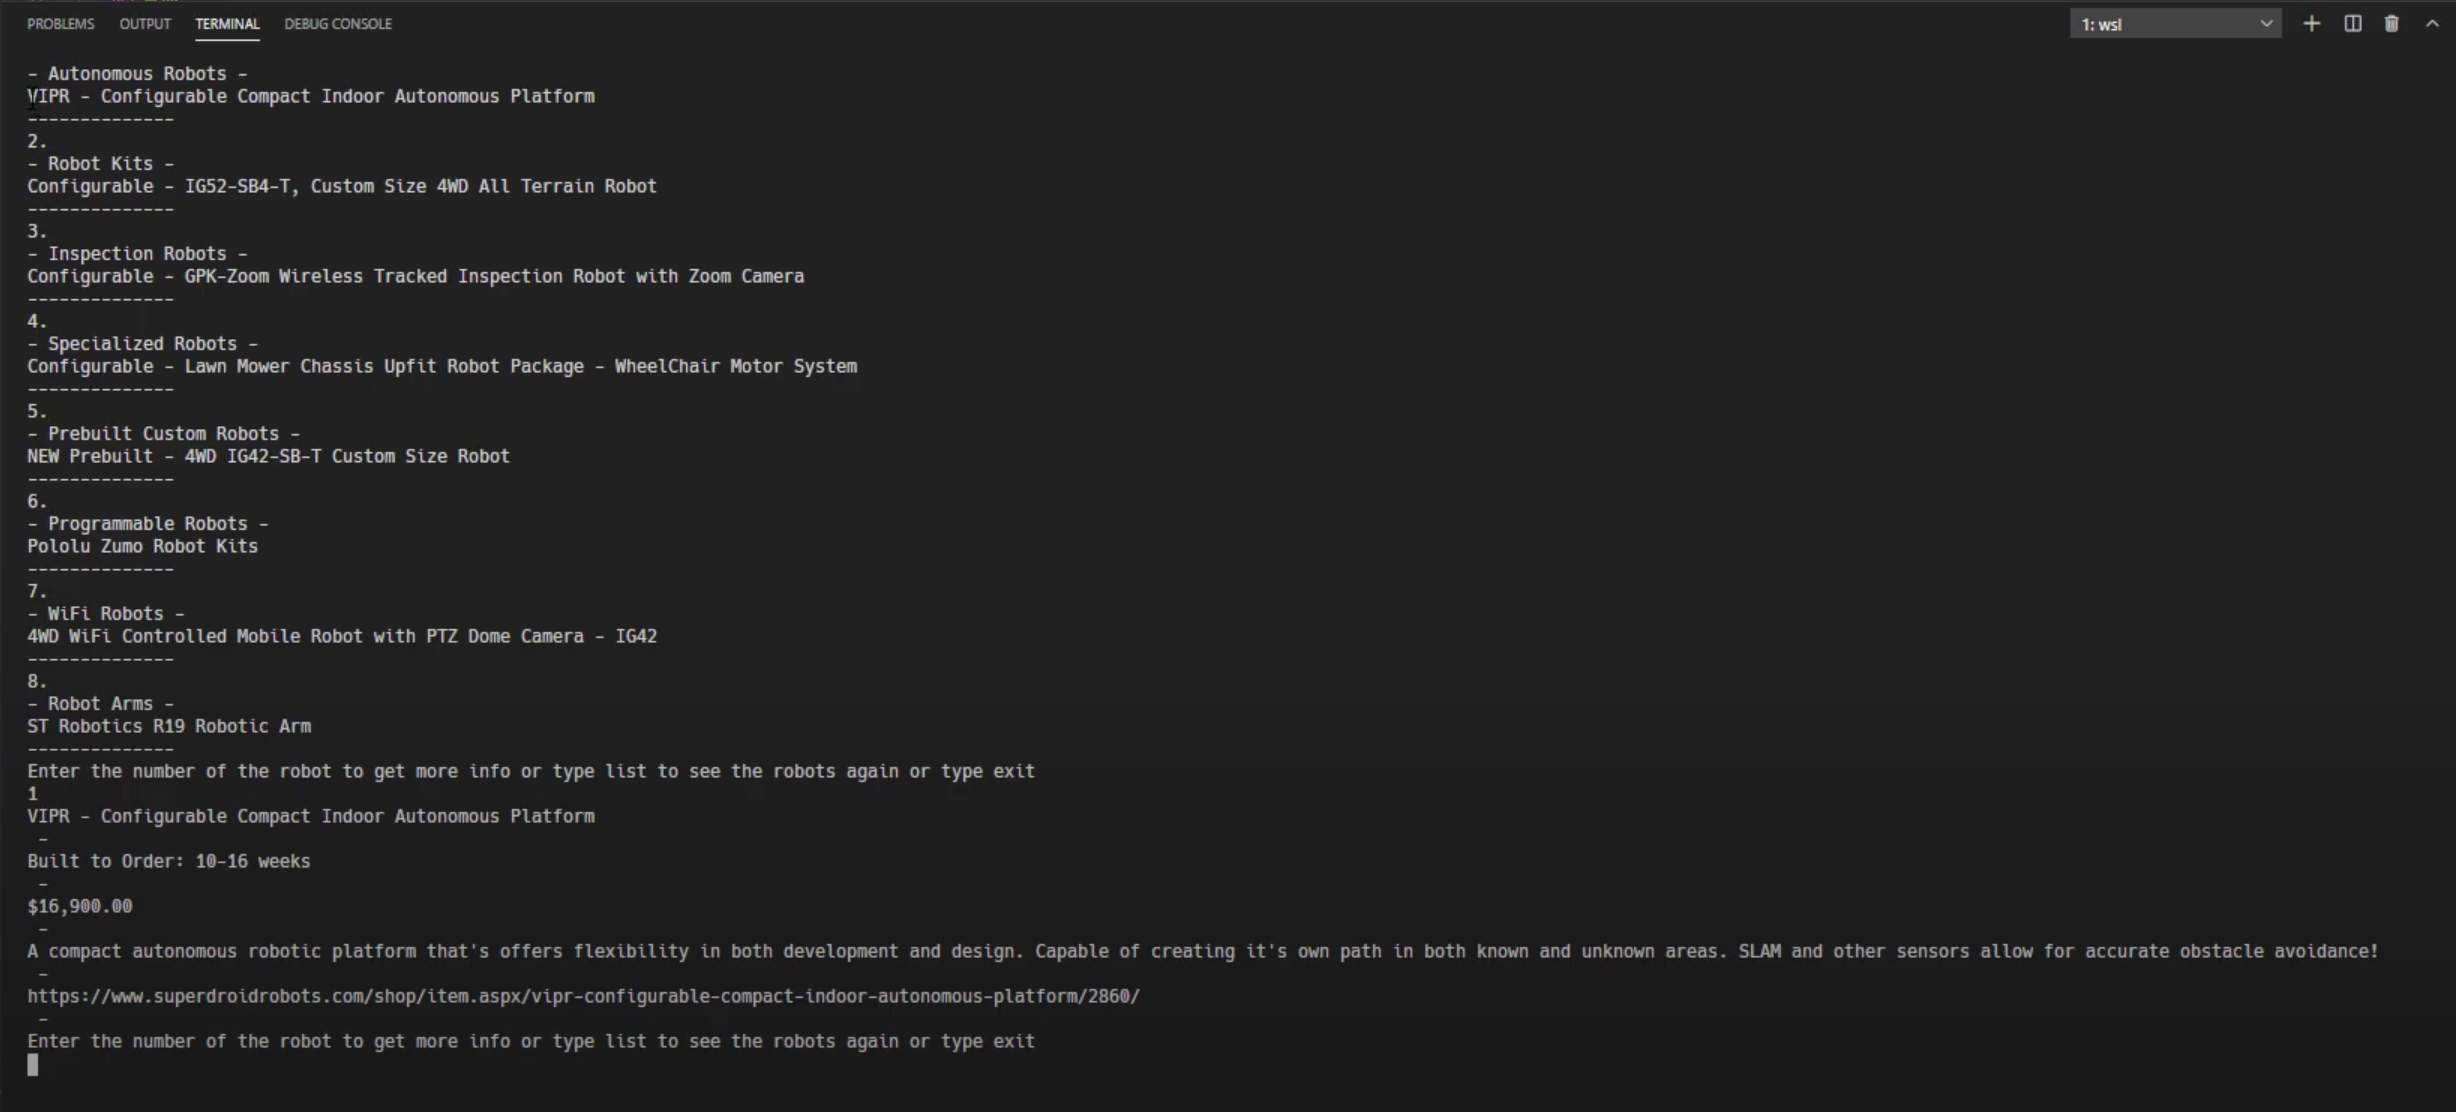 PROBLEMS OUTPUT TERMINAL DEBUG CONSOLE 1: wsl
- Autonomous Robots -
VIPR - Configurable Compact Indoor Autonomous Platform
--------------
2.
- Robot Kits -
Configurable - IG52-SB4-T, Custom Size 4WD All Terrain Robot
--------------
3.
- Inspection Robots -
Configurable - GPK-Zoom Wireless Tracked Inspection Robot with Zoom Camera
--------------
4.
- Specialized Robots -
Configurable - Lawn Mower Chassis Upfit Robot Package - WheelChair Motor System
--------------
5.
- Prebuilt Custom Robots -
NEW Prebuilt - 4WD IG42-SB-T Custom Size Robot
--------------
6.
- Programmable Robots -
Pololu Zumo Robot Kits
--------------
7.
- WiFi Robots -
4WD WiFi Controlled Mobile Robot with PTZ Dome Camera - IG42
--------------
8.
- Robot Arms -
ST Robotics R19 Robotic Arm
--------------
Enter the number of the robot to get more info or type list to see the robots again or type exit
1
VIPR - Configurable Compact Indoor Autonomous Platform
-
Built to Order: 10-16 weeks
-
$16,900.00
-
A compact autonomous robotic platform that's offers flexibility in both development and design. Capable of creating it's own path in both known and unknown areas. SLAM and other sensors allow for accurate obstacle avoidance!
-
https://www.superdroidrobots.com/shop/item.aspx/vipr-configurable-compact-indoor-autonomous-platform/2860/
-
Enter the number of the robot to get more info or type list to see the robots again or type exit